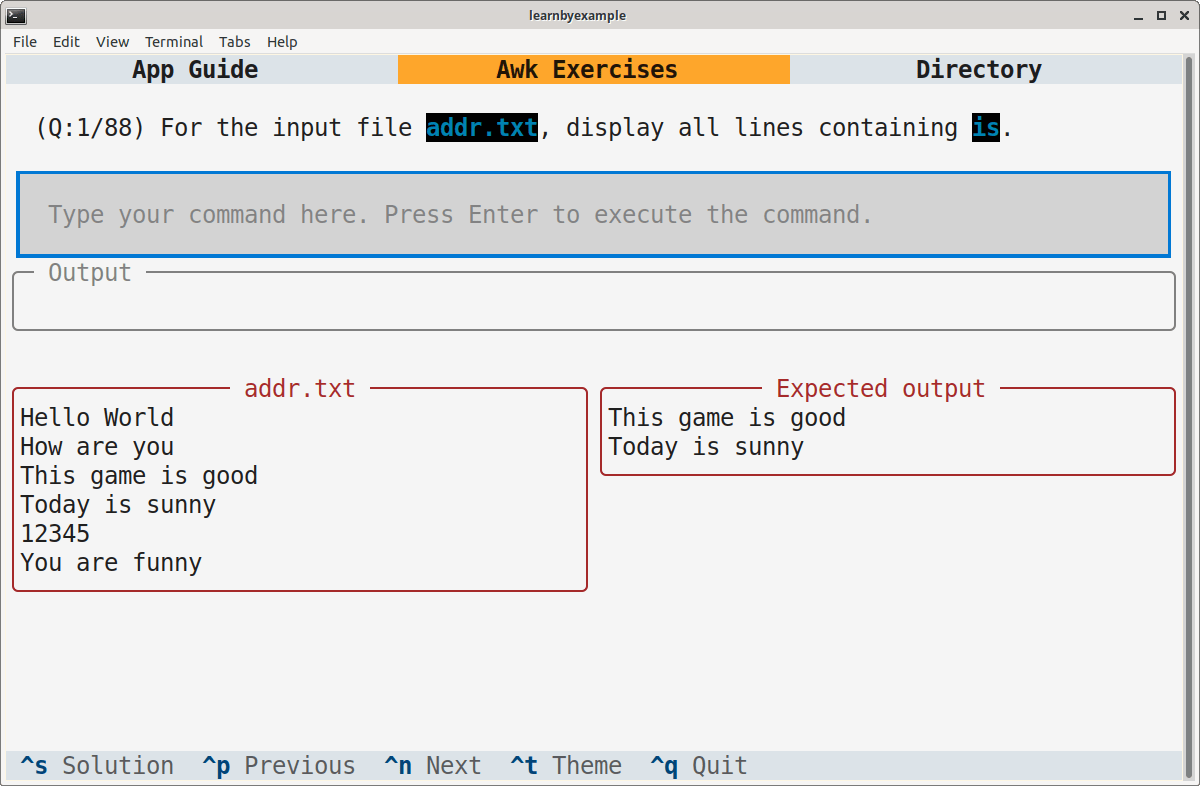 learnbyexample
File Edit View Terminal Tabs Help
App Guide Awk Exercises Directory
(Q:1/88) For the input file addr.txt, display all lines containing is.
Type your command here. Press Enter to execute the command.
Output
addr.txt
Hello World
How are you
This game is good
Today is sunny
12345
You are funny
Expected output
This game is good
Today is sunny
^s Solution ^p Previous ^n Next ^t Theme ^q Quit